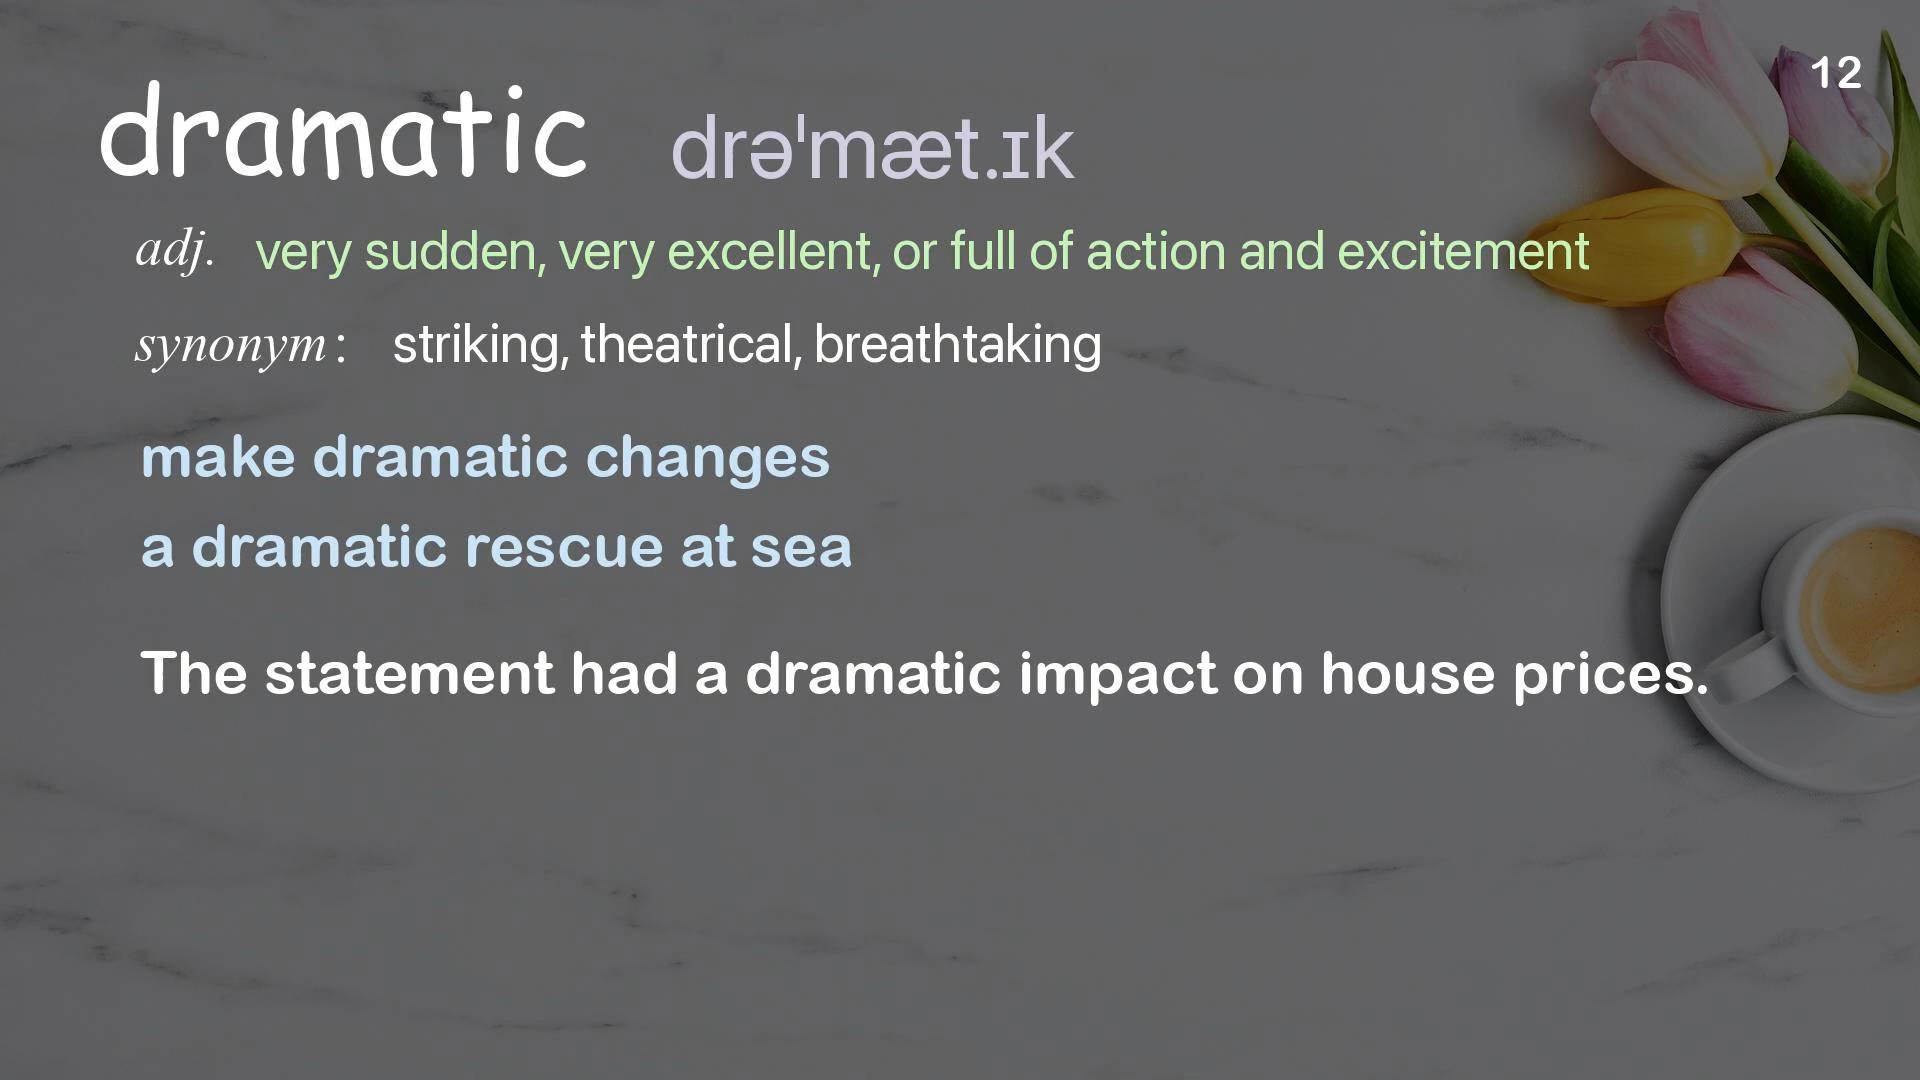 12
dramatic drəˈmæt.ɪk
adj. very sudden, very excellent, or full of action and excitement
synonym: striking, theatrical, breathtaking
make dramatic changes
a dramatic rescue at sea
The statement had a dramatic impact on house prices.